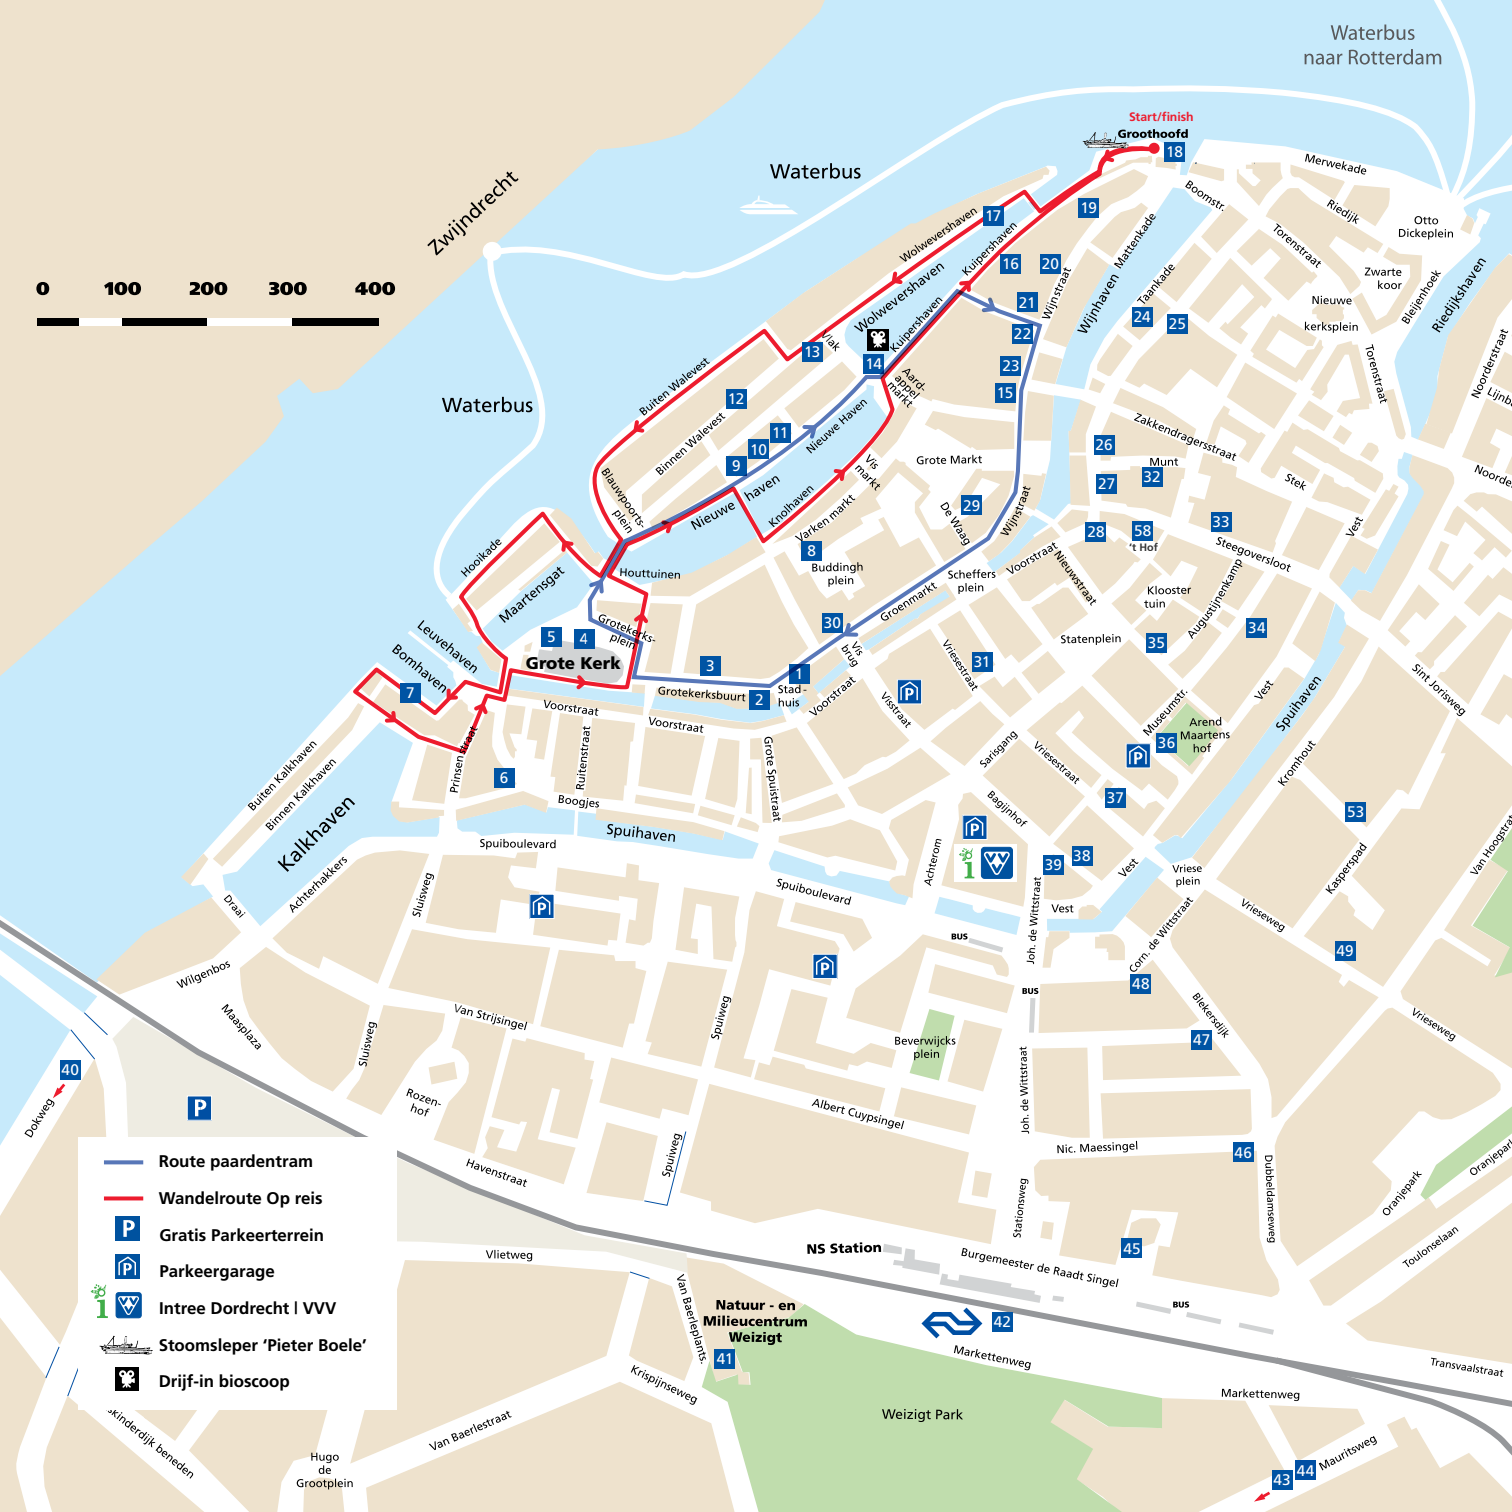 Waterbus
naar Rotterdam
Start/finish
Groothoofd
18
Merwekade
Waterbus
Zwijndrecht
Boomstr.
Riedijk
Otto
Dickeplein
17
19
Wolwevershaven
Kuipershaven
Mattenkade
Torenstraat
0 100 200 300 400
16
20
Wolwevershaven
Wijnstraat
Wijnhaven
Taankade
Zwarte
koor
Bleijenhoek
Riedijkshaven
Nieuwe
kerksplein
21
22
24
25
Kuipershaven
Vlak
13
14
23
15
Torenstraat
Noorderstraat
Buiten Walevest
Aard-
appel
markt
12
Waterbus
Binnen Walevest
11
10
9
Nieuwe Haven
Zakkendragersstraat
26
Grote Markt
Munt
32
27
Stek
Blauwpoorts-
plein
Nieuwe haven
Knolhaven
Vis
markt
Varken markt
De Waag
29
Wijnstraat
28
58
't Hof
33
Vest
Steegoversloot
8
Buddingh
plein
Hooikade
Houttuinen
Maartensgat
Scheffers
plein
Voorstraat
Nieuwstraat
Klooster
tuin
Augustijnenkamp
Groenmarkt
30
Grotekerks-
plein
5
4
Grote Kerk
Leuvehaven
Bomhaven
7
3
Grotekerksbuurt
2
1
Stad-
huis
Vis
brug
Voorstraat
Vriesestraat
31
Statenplein
35
34
Sint Jorisweg
Vest
Spuihaven
Voorstraat
Voorstraat
Visstraat
Museumstr.
Arend
Maartens
hof
36
Prinsenstraat
Ruitenstraat
Grote Spuistraat
Sarisgang
Vriesestraat
Kromhout
Buiten Kalkhaven
Binnen Kalkhaven
6
Boogjes
37
53
Kalkhaven
Spuihaven
Bagijnhof
Spuiboulevard
Achterom
39
38
Vest
Vriese
plein
Kasperspad
Achterhakkers
Draai
Sluisweg
Spuiboulevard
Vest
Joh. de Wittstraat
Corn. de Wittstraat
Vrieseweg
BUS
49
Wilgenbos
48
BUS
Blekersdijk
Maasplaza
Van Strijsingel
Spuiweg
Sluisweg
Beverwijcks
plein
47
Vrieseweg
40
Dokweg
P
Rozen-
hof
Albert Cuypsingel
Joh. de Wittstraat
Nic. Maessingel
46
Spuiweg
Havenstraat
Dubbeldamseweg
Oranjepark
Stationsweg
Route paardentram
Wandelroute Op reis
P Gratis Parkeerterrein
P Parkeergarage
Intree Dordrecht | VVV
Stoomsleper 'Pieter Boele'
Drijf-in bioscoop
Vlietweg
NS Station
45
Burgemeester de Raadt Singel
Toulonselaan
BUS
Van Baerleplants.
Natuur - en
Milieucentrum
Weizigt
41
42
Markettenweg
Transvaalstraat
Krispijnseweg
Markettenweg
Weizigt Park
Van Baerlestraat
skinderdijk beneden
Hugo
de
Grootplein
Mauritsweg
44
43